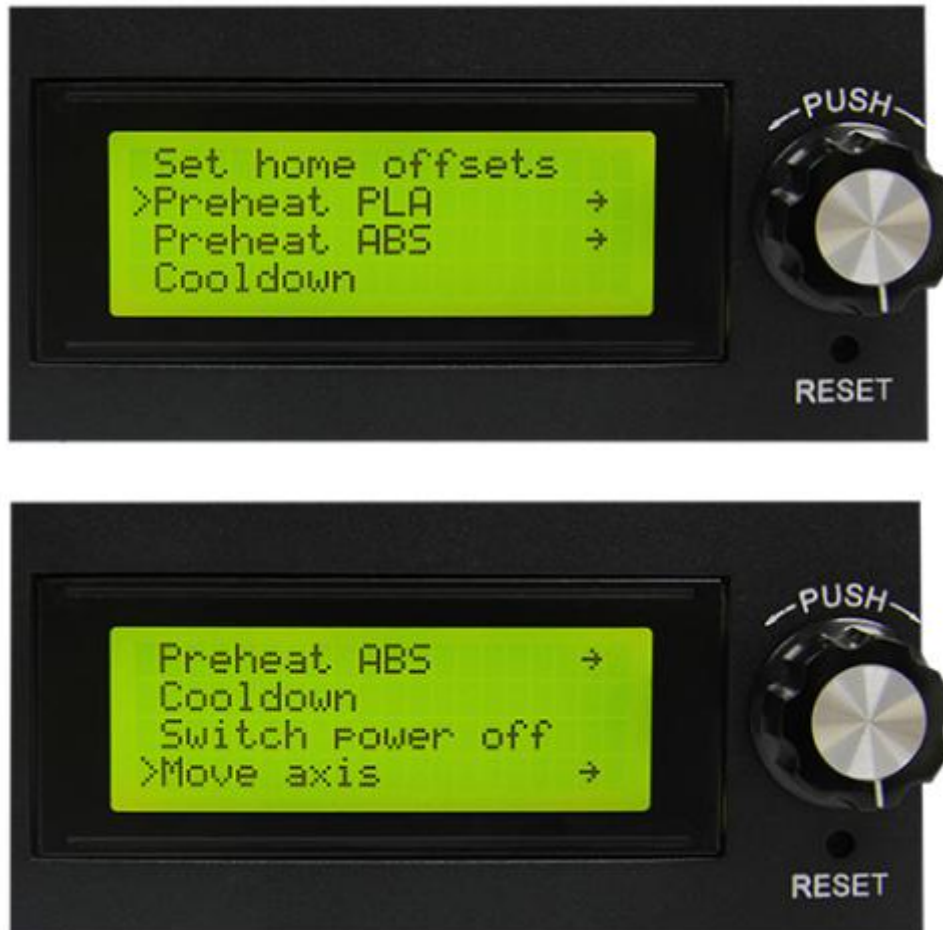 PUSH
Set home offsets
>Preheat PLA →
Preheat ABS →
Cooldown
RESET
PUSH
Preheat ABS →
Cooldown
Switch power off
>Move axis →
RESET